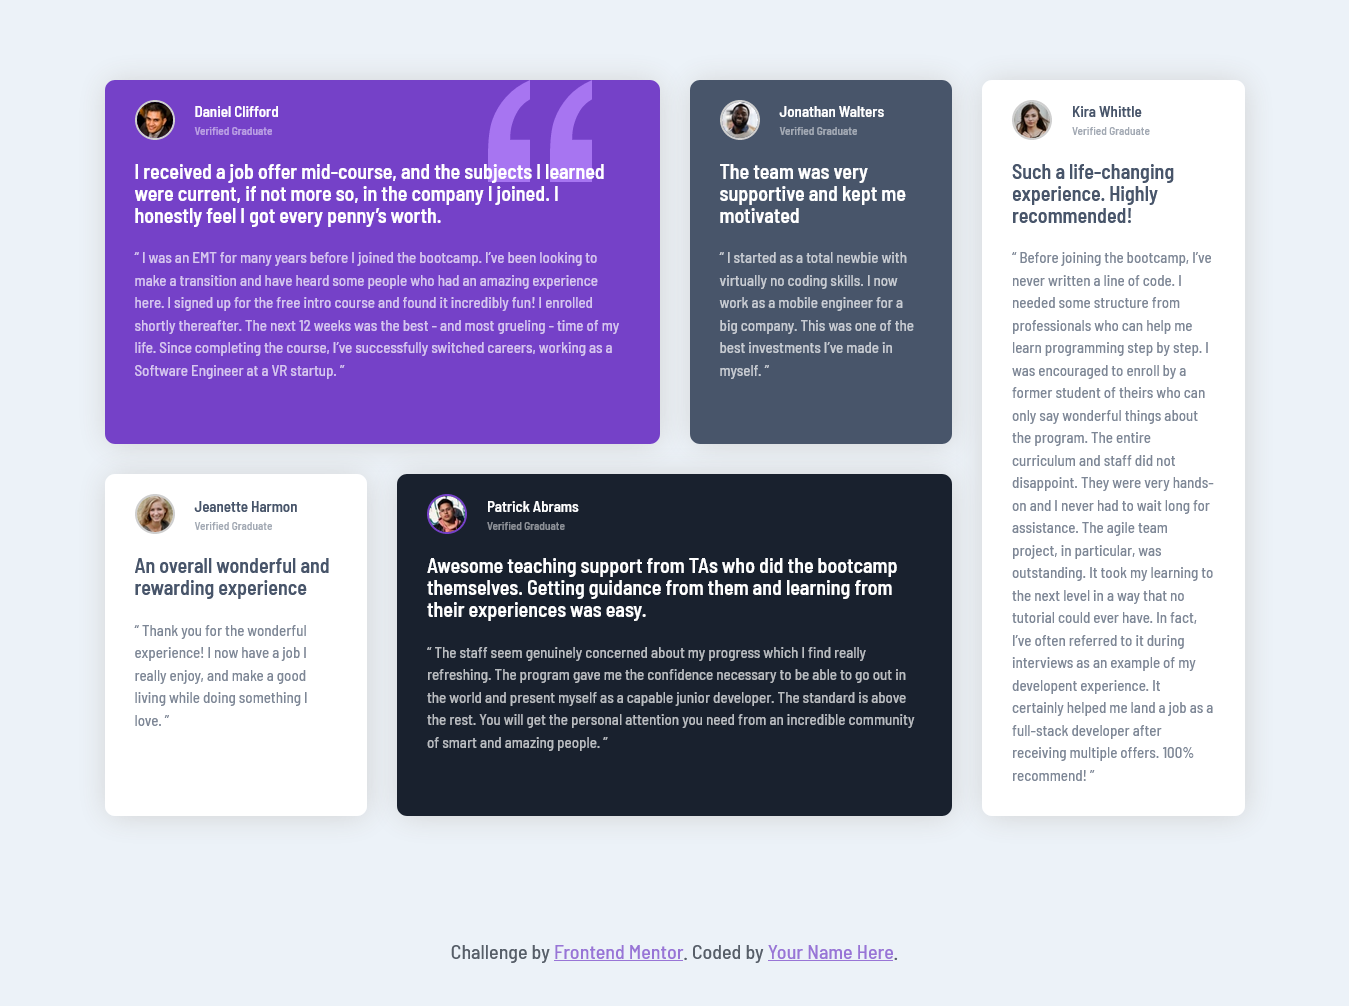 Daniel Clifford
Verified Graduate
I received a job offer mid-course, and the subjects I learned
were current, if not more so, in the company I joined. I
honestly feel I got every penny’s worth.
“ I was an EMT for many years before I joined the bootcamp. I’ve been looking to
make a transition and have heard some people who had an amazing experience
here. I signed up for the free intro course and found it incredibly fun! I enrolled
shortly thereafter. The next 12 weeks was the best - and most grueling - time of my
life. Since completing the course, I’ve successfully switched careers, working as a
Software Engineer at a VR startup. ”
Jonathan Walters
Verified Graduate
The team was very
supportive and kept me
motivated
“ I started as a total newbie with
virtually no coding skills. I now
work as a mobile engineer for a
big company. This was one of the
best investments I’ve made in
myself. ”
Kira Whittle
Verified Graduate
Such a life-changing
experience. Highly
recommended!
“ Before joining the bootcamp, I’ve
never written a line of code. I
needed some structure from
professionals who can help me
learn programming step by step. I
was encouraged to enroll by a
former student of theirs who can
only say wonderful things about
the program. The entire
curriculum and staff did not
disappoint. They were very hands-
on and I never had to wait long for
assistance. The agile team
project, in particular, was
outstanding. It took my learning to
the next level in a way that no
tutorial could ever have. In fact,
I’ve often referred to it during
interviews as an example of my
developent experience. It
certainly helped me land a job as a
full-stack developer after
receiving multiple offers. 100%
recommend! ”
Jeanette Harmon
Verified Graduate
An overall wonderful and
rewarding experience
“ Thank you for the wonderful
experience! I now have a job I
really enjoy, and make a good
living while doing something I
love. ”
Patrick Abrams
Verified Graduate
Awesome teaching support from TAs who did the bootcamp
themselves. Getting guidance from them and learning from
their experiences was easy.
“ The staff seem genuinely concerned about my progress which I find really
refreshing. The program gave me the confidence necessary to be able to go out in
the world and present myself as a capable junior developer. The standard is above
the rest. You will get the personal attention you need from an incredible community
of smart and amazing people. ”
Challenge by Frontend Mentor. Coded by Your Name Here.